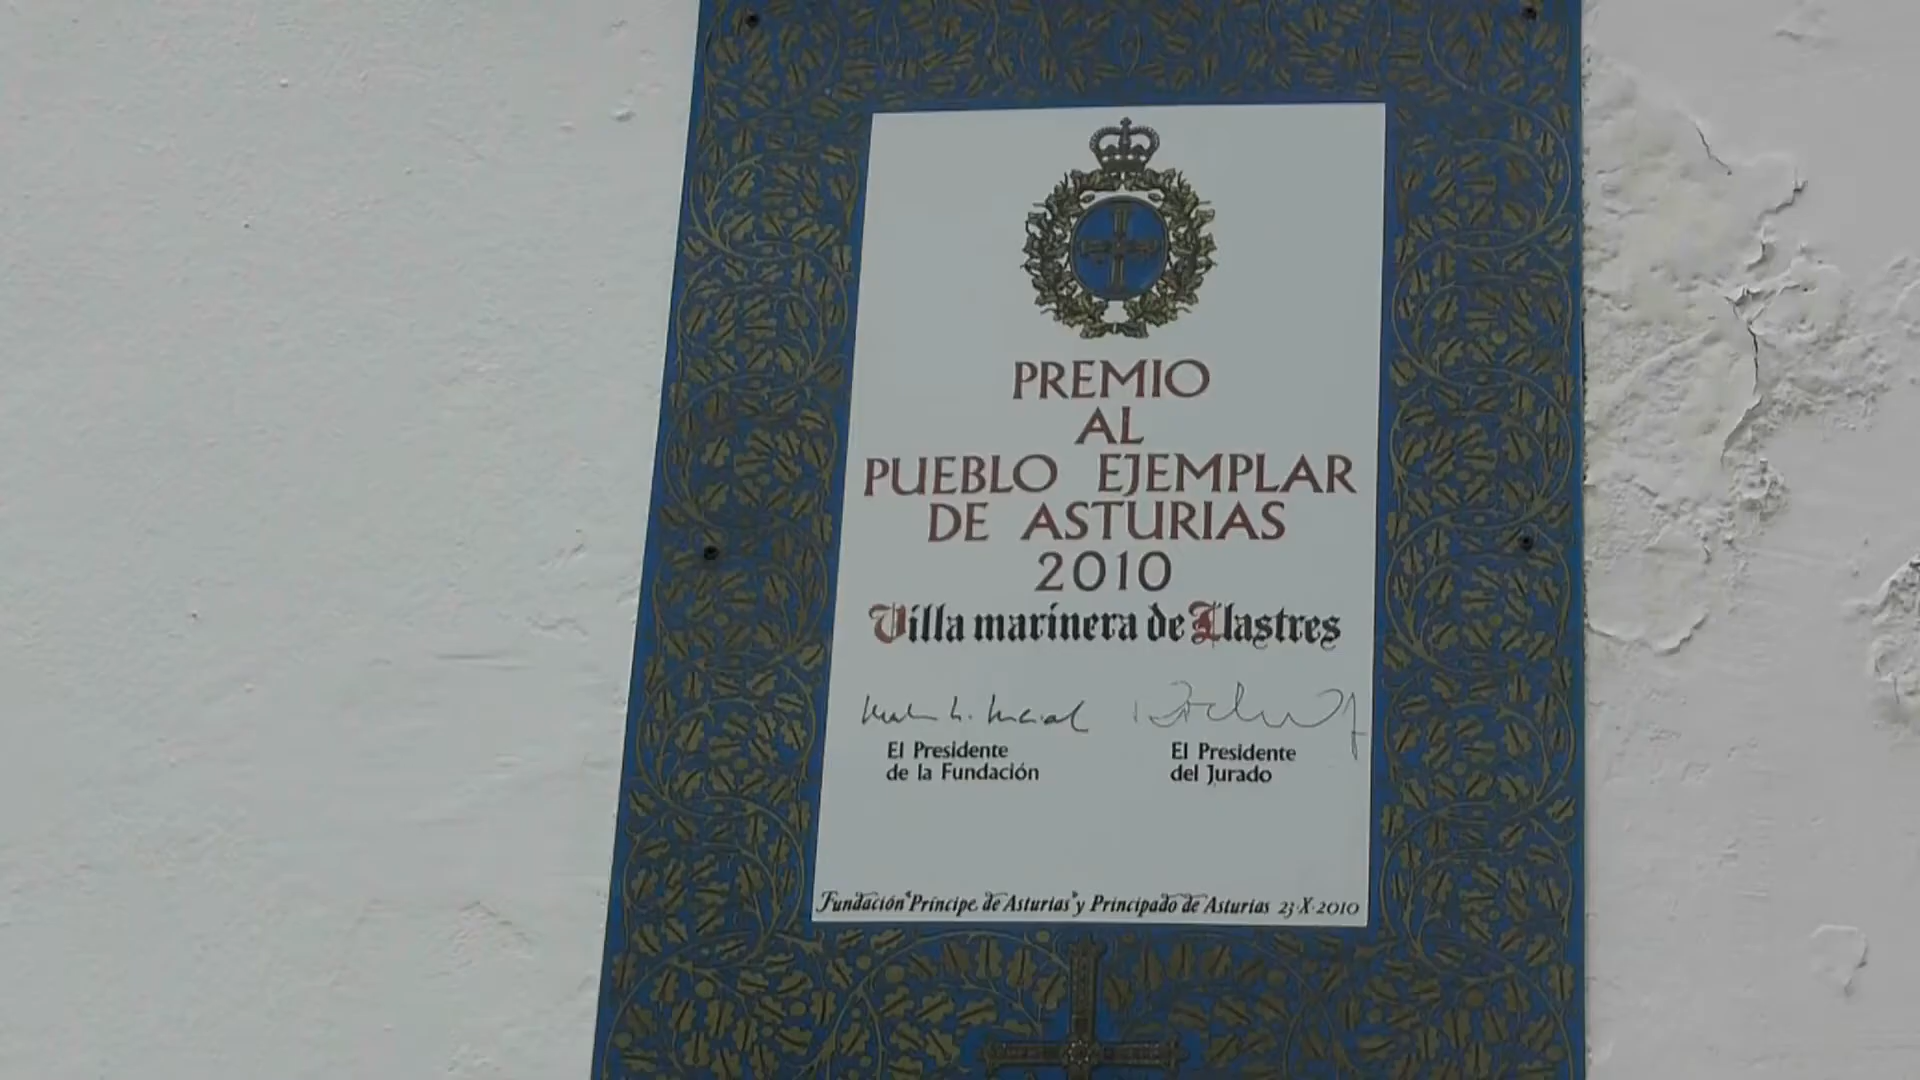 PREMIO
AL
PUEBLO EJEMPLAR
DE ASTURIAS
2010
Villa marinera de Llastres
El Presidente
de la Fundación
El Presidente
del Jurado
Fundación "Príncipe de Asturias" y Principado de Asturias 23·X·2010